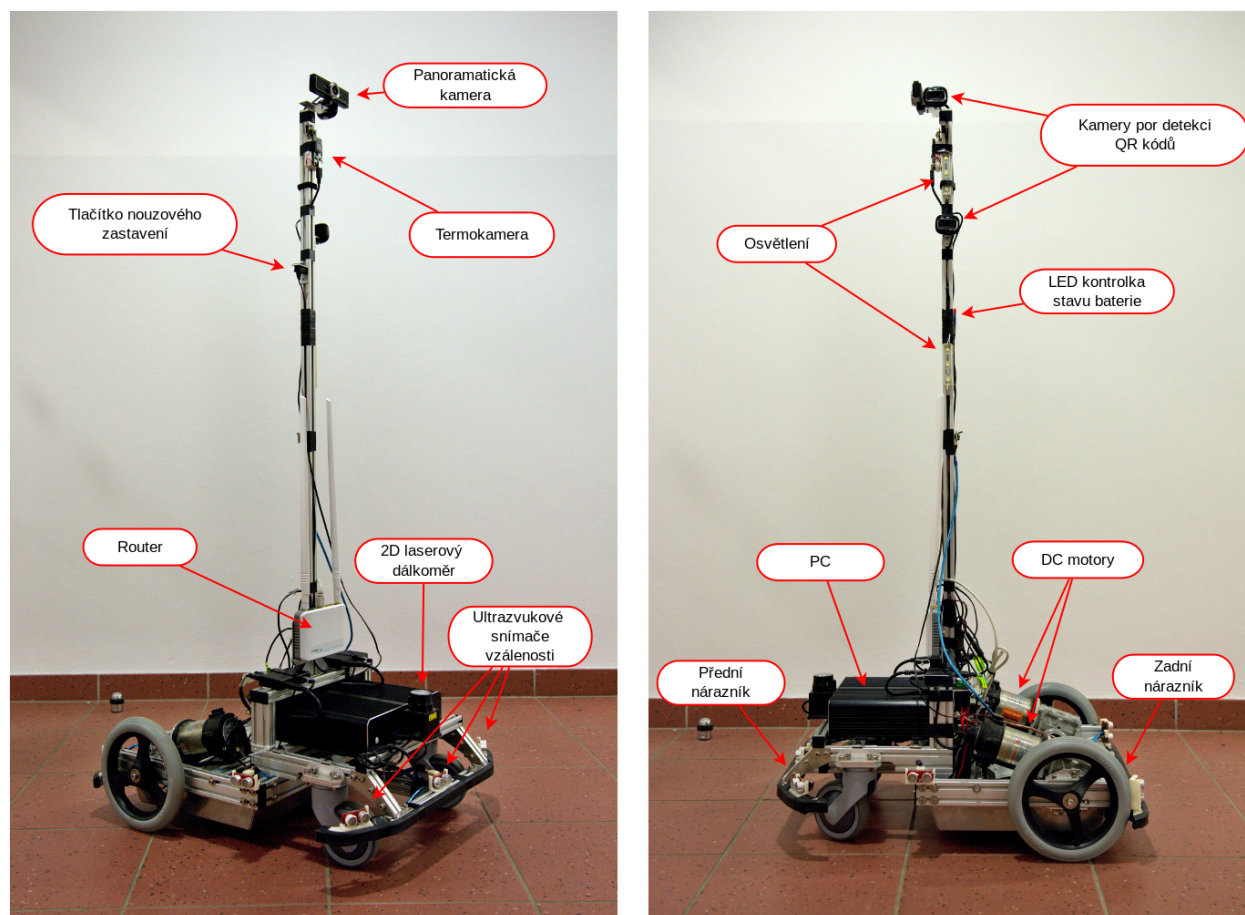 Panoramatická
kamera
Tlačítko nouzového
zastavení
Termokamera
Router
2D laserový
dálkoměr
Ultrazvukové
snímače
vzálenosti
Kamery por detekci
QR kódů
Osvětlení
LED kontrolka
stavu baterie
PC
DC motory
Přední
nárazník
Zadní
nárazník